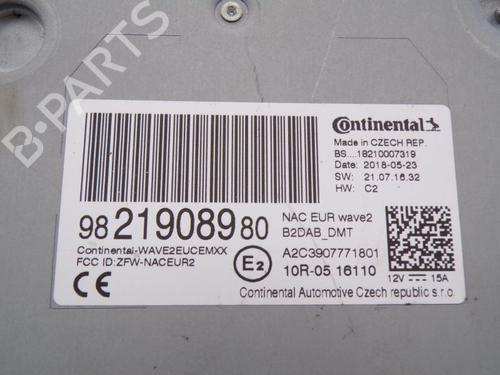 B-PARTS
Continental
Made in CZECH REP.
BS....18210007319
Date: 2018-05-23
SW: 21.07.16.32
HW: C2
98 219089 80
NAC EUR wave2
B2DAB_DMT
Continental-WAVE2EUCEMXX
FCC ID:ZFW-NACEUR2
E2
A2C3907771801
10R-05 16110
12V 15A
CE
Continental Automotive Czech republic s.r.o.